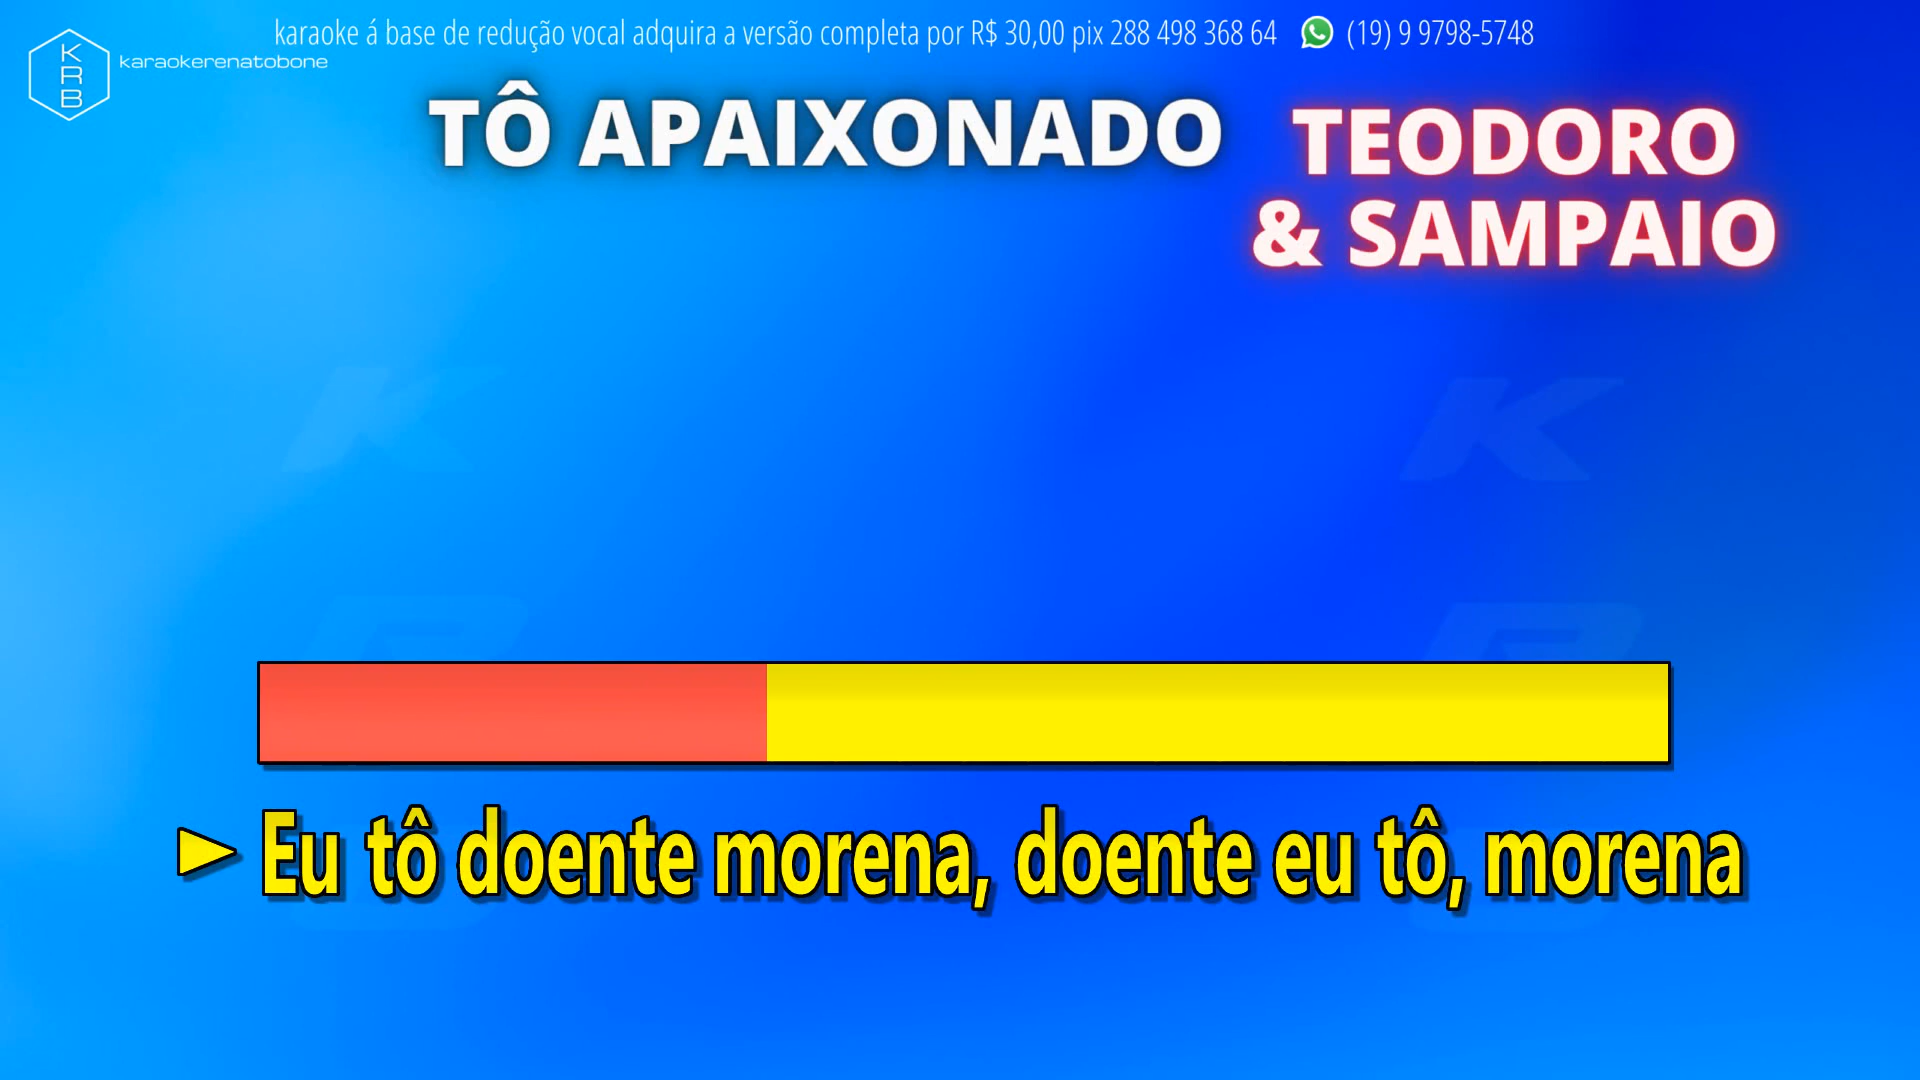 karaoke á base de redução vocal adquira a versão completa por R$ 30,00 pix 288 498 368 64 (19) 9 9798-5748
KRB
karaokerenatobone
TÔ APAIXONADO
TEODORO
& SAMPAIO
K K
B B
► Eu tô doente morena, doente eu tô, morena